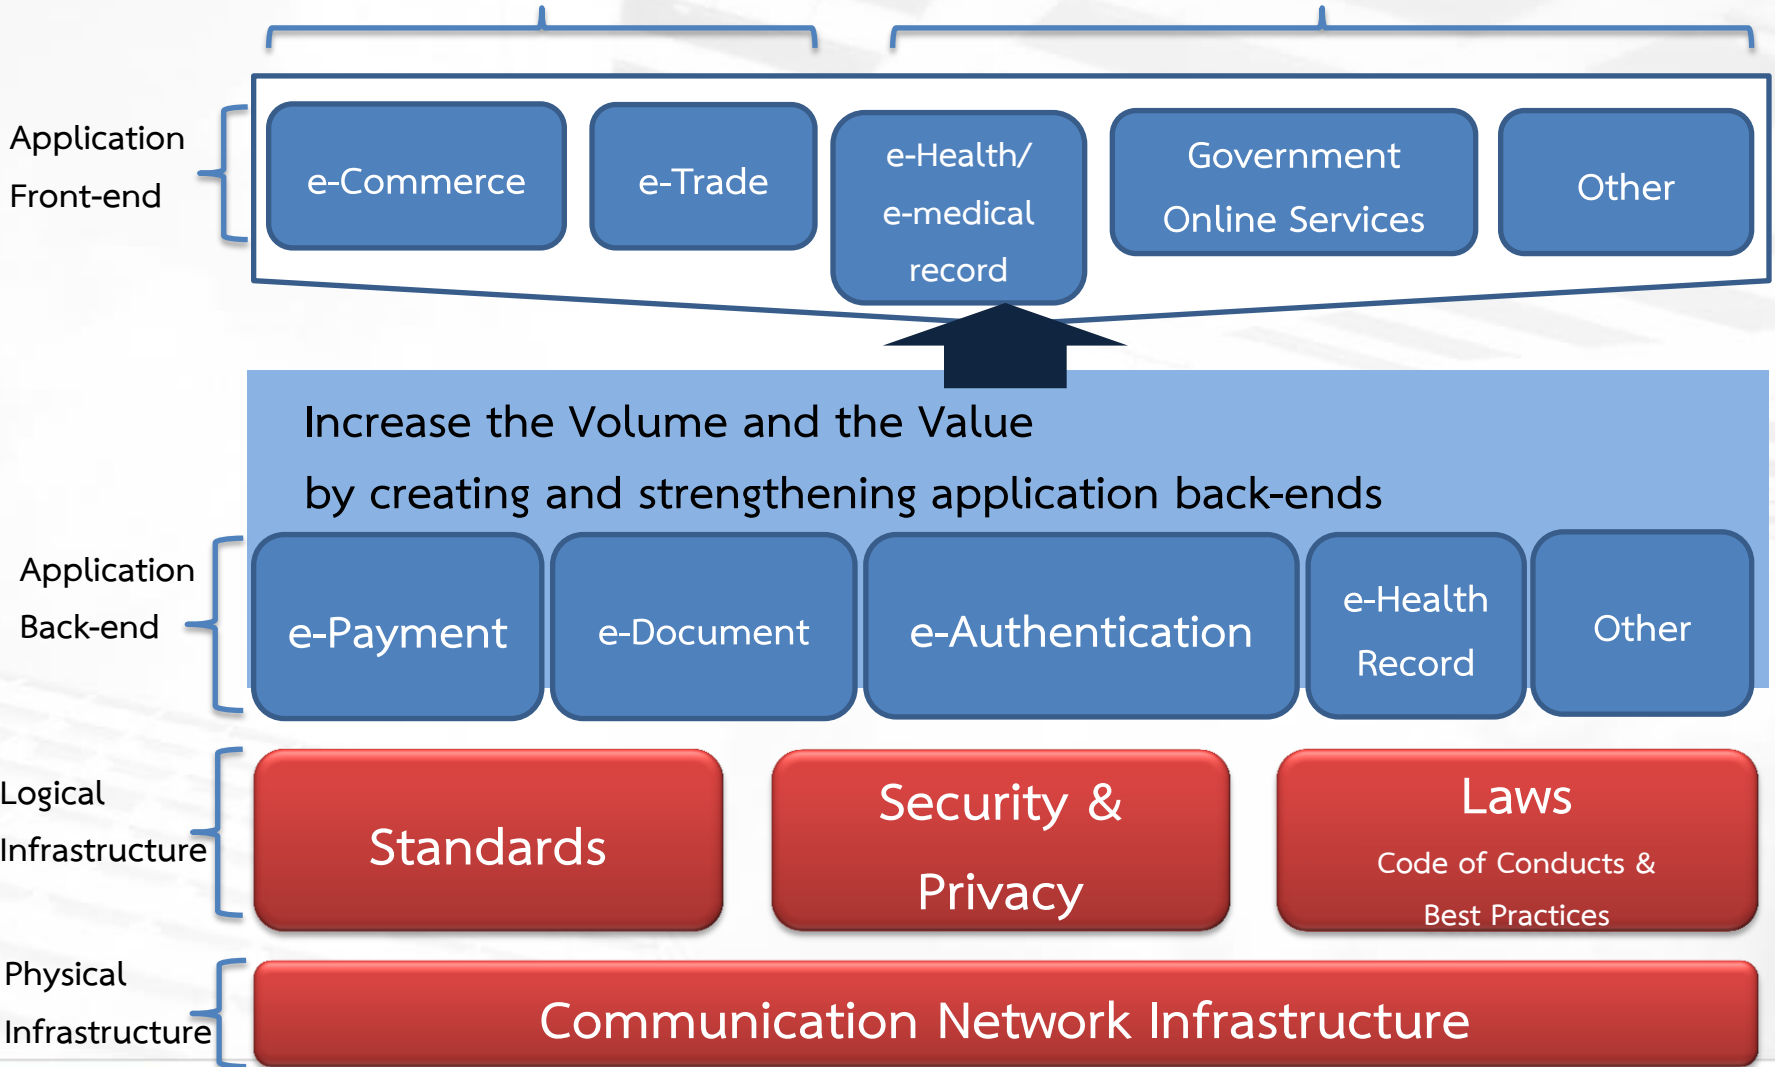 Application
Front-end
e-Commerce
e-Trade
e-Health/
e-medical
record
Government
Online Services
Other
Increase the Volume and the Value
by creating and strengthening application back-ends
Application
Back-end
e-Payment
e-Document
e-Authentication
e-Health
Record
Other
Logical
Infrastructure
Standards
Security &
Privacy
Laws
Code of Conducts &
Best Practices
Physical
Infrastructure
Communication Network Infrastructure